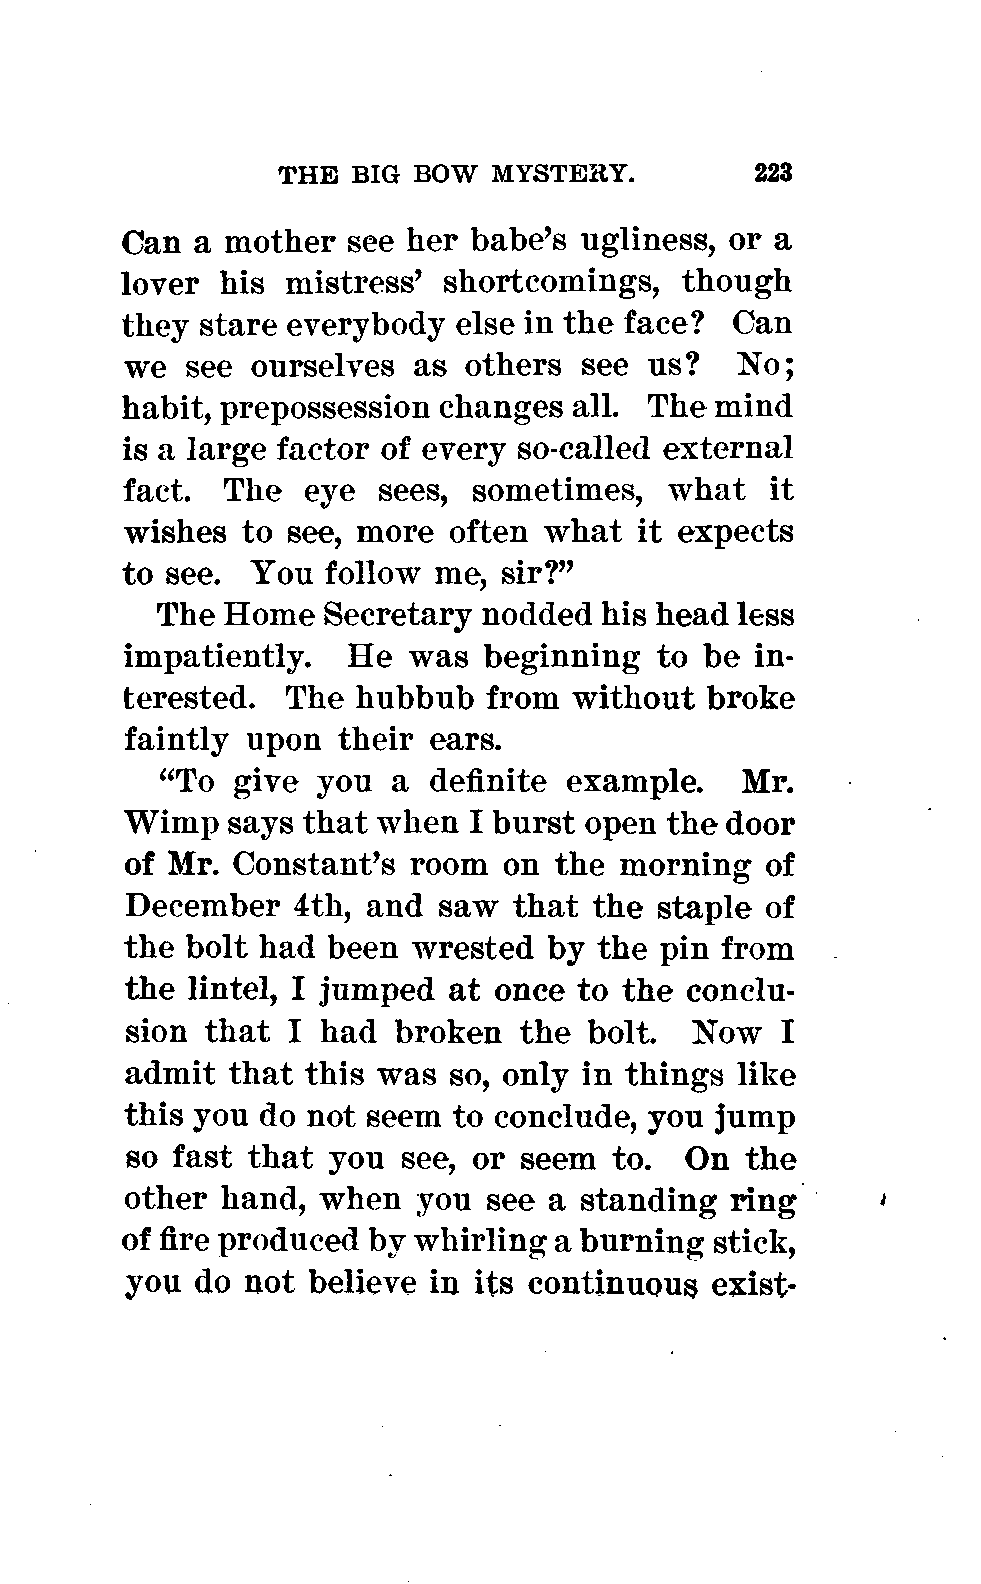 THE BIG BOW MYSTERY. 223
Can a mother see her babe's ugliness, or a
lover his mistress' shortcomings, though
they stare everybody else in the face? Can
we see ourselves as others see us? No;
habit, prepossession changes all. The mind
is a large factor of every so-called external
fact. The eye sees, sometimes, what it
wishes to see, more often what it expects
to see. You follow me, sir?"
The Home Secretary nodded his head less
impatiently. He was beginning to be in-
terested. The hubbub from without broke
faintly upon their ears.
"To give you a definite example. Mr.
Wimp says that when I burst open the door
of Mr. Constant's room on the morning of
December 4th, and saw that the staple of
the bolt had been wrested by the pin from
the lintel, I jumped at once to the conclu-
sion that I had broken the bolt. Now I
admit that this was so, only in things like
this you do not seem to conclude, you jump
so fast that you see, or seem to. On the
other hand, when you see a standing ring
of fire produced by whirling a burning stick,
you do not believe in its continuous exist-